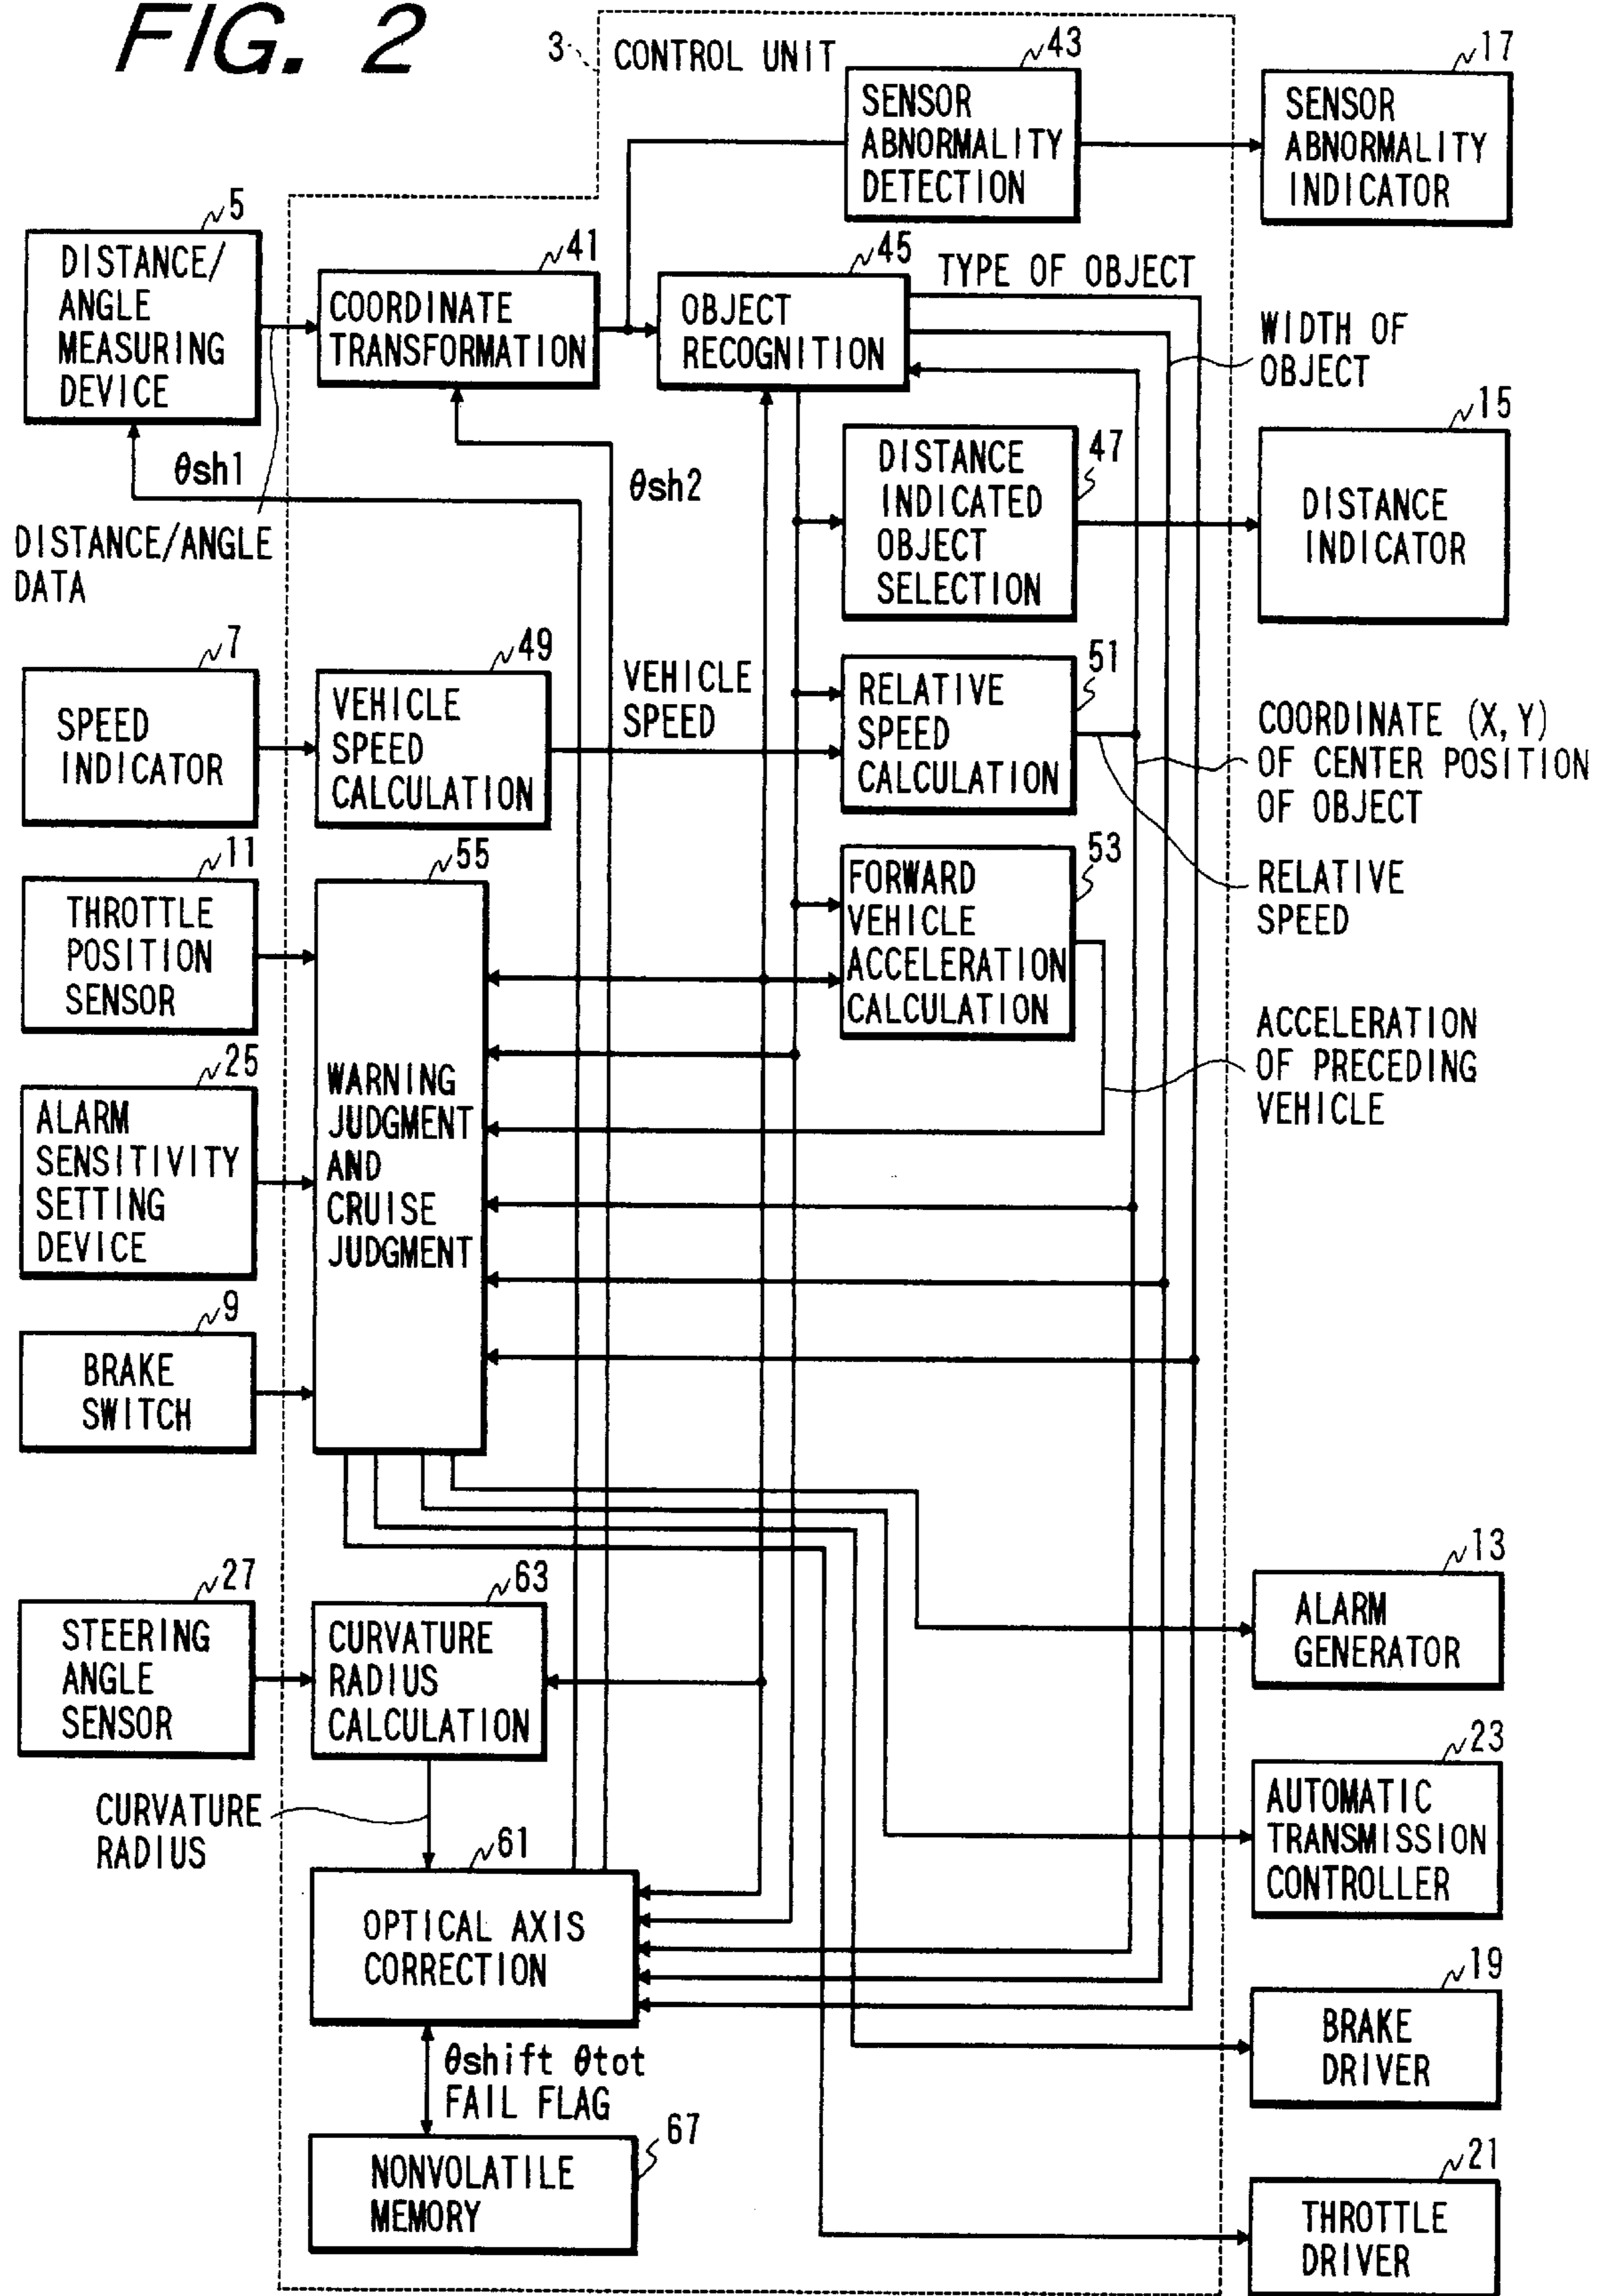 FIG. 2
3
CONTROL UNIT
43
SENSOR
ABNORMALITY
DETECTION
17
SENSOR
ABNORMALITY
INDICATOR
5
DISTANCE/
ANGLE
MEASURING
DEVICE
41
COORDINATE
TRANSFORMATION
45
OBJECT
RECOGNITION
TYPE OF OBJECT
WIDTH OF
OBJECT
θsh1
θsh2
DISTANCE/ANGLE
DATA
47
DISTANCE
INDICATED
OBJECT
SELECTION
15
DISTANCE
INDICATOR
7
SPEED
INDICATOR
49
VEHICLE
SPEED
CALCULATION
VEHICLE
SPEED
51
RELATIVE
SPEED
CALCULATION
COORDINATE (X, Y)
OF CENTER POSITION
OF OBJECT
11
THROTTLE
POSITION
SENSOR
55
WARNING
JUDGMENT
AND
CRUISE
JUDGMENT
53
FORWARD
VEHICLE
ACCELERATION
CALCULATION
RELATIVE
SPEED
25
ALARM
SENSITIVITY
SETTING
DEVICE
ACCELERATION
OF PRECEDING
VEHICLE
9
BRAKE
SWITCH
27
STEERING
ANGLE
SENSOR
63
CURVATURE
RADIUS
CALCULATION
13
ALARM
GENERATOR
CURVATURE
RADIUS
23
AUTOMATIC
TRANSMISSION
CONTROLLER
61
OPTICAL AXIS
CORRECTION
19
BRAKE
DRIVER
θshift θtot
FAIL FLAG
67
NONVOLATILE
MEMORY
21
THROTTLE
DRIVER